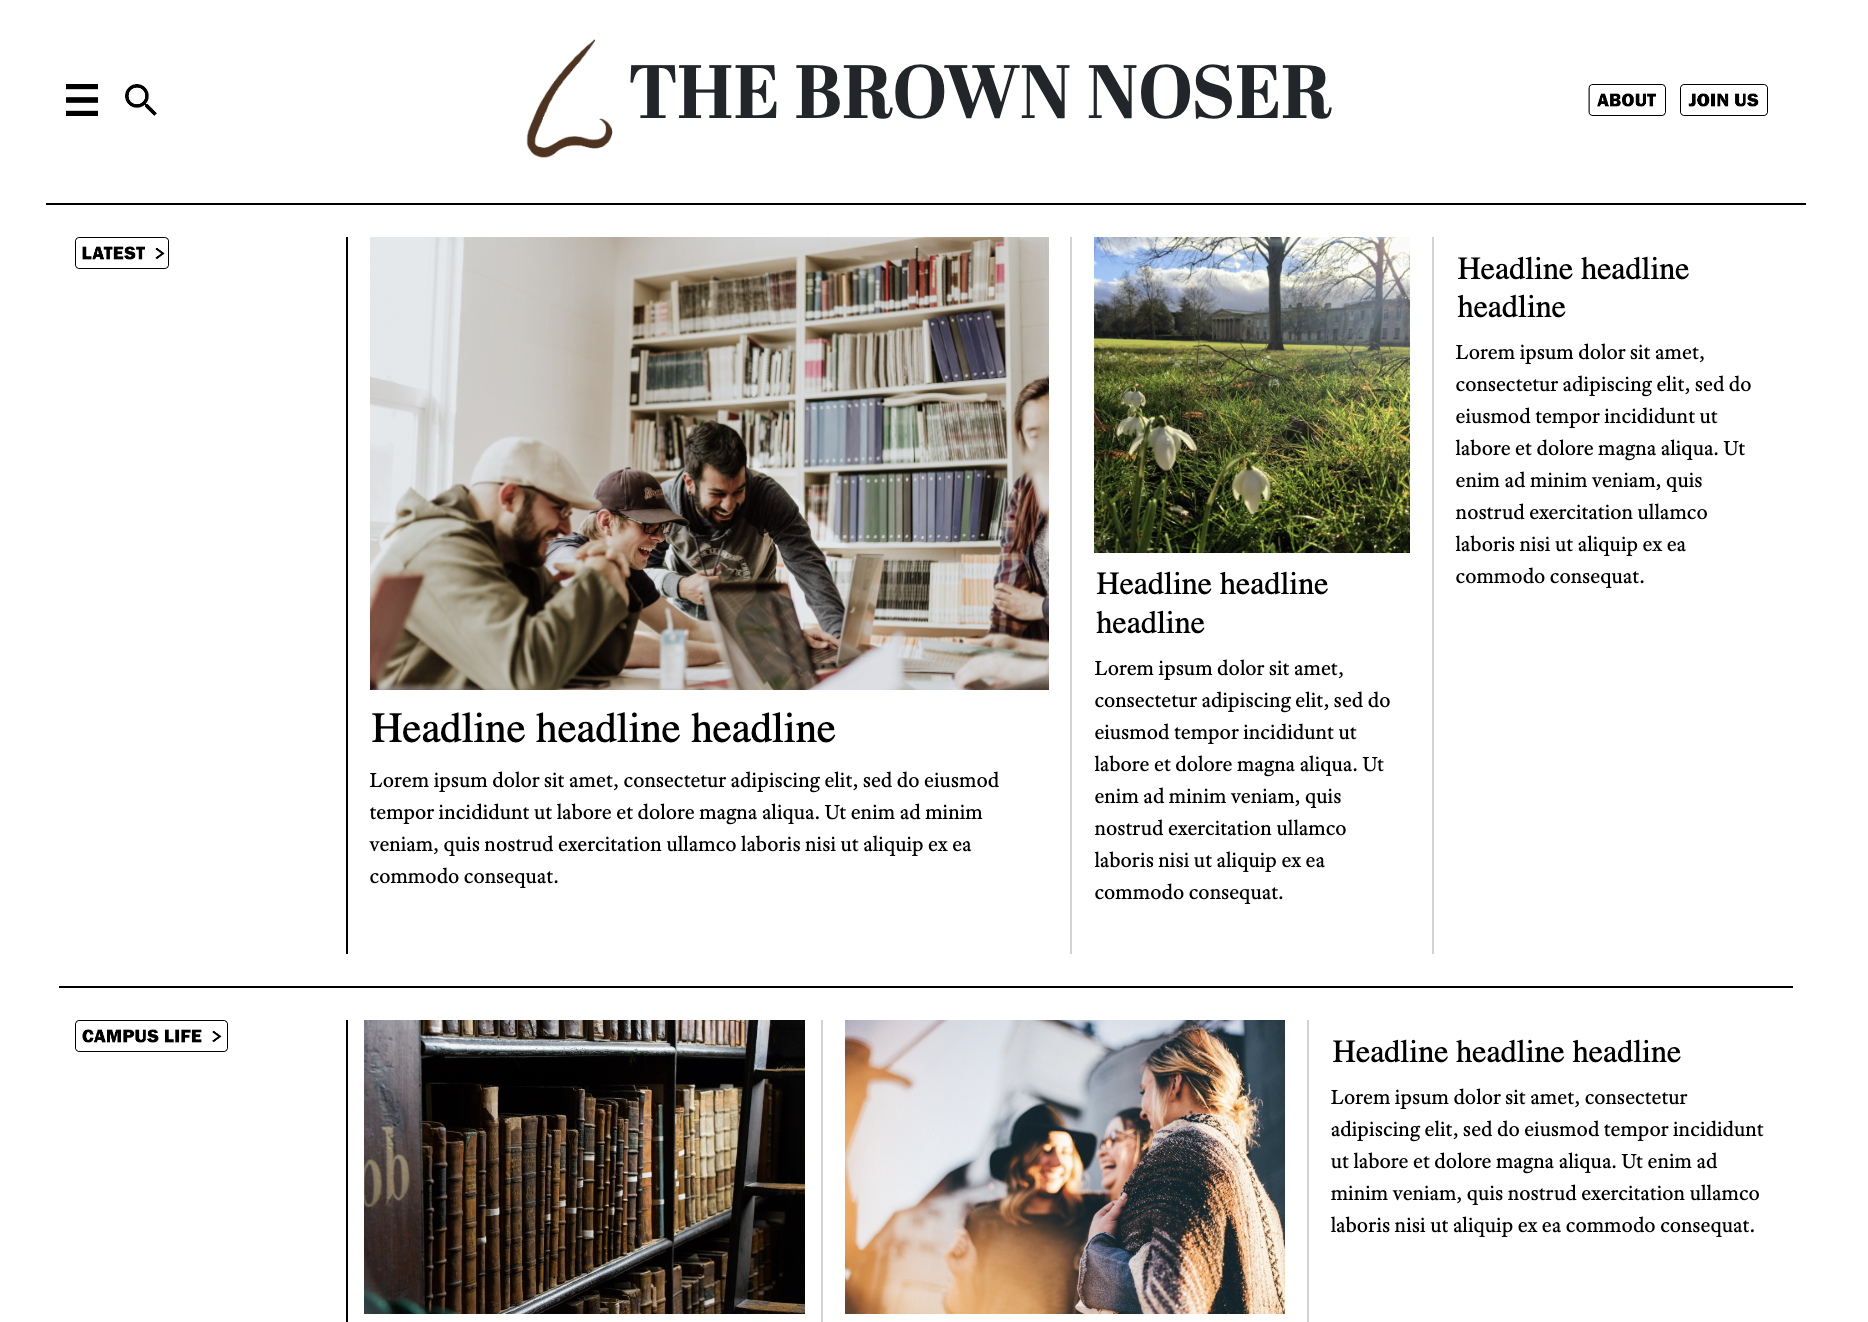 THE BROWN NOSER
ABOUT
JOIN US
LATEST >
Headline headline headline
Lorem ipsum dolor sit amet, consectetur adipiscing elit, sed do eiusmod
tempor incididunt ut labore et dolore magna aliqua. Ut enim ad minim
veniam, quis nostrud exercitation ullamco laboris nisi ut aliquip ex ea
commodo consequat.
Headline headline
headline
Lorem ipsum dolor sit amet,
consectetur adipiscing elit, sed do
eiusmod tempor incididunt ut
labore et dolore magna aliqua. Ut
enim ad minim veniam, quis
nostrud exercitation ullamco
laboris nisi ut aliquip ex ea
commodo consequat.
Headline headline
headline
Lorem ipsum dolor sit amet,
consectetur adipiscing elit, sed do
eiusmod tempor incididunt ut
labore et dolore magna aliqua. Ut
enim ad minim veniam, quis
nostrud exercitation ullamco
laboris nisi ut aliquip ex ea
commodo consequat.
CAMPUS LIFE >
ob
Headline headline headline
Lorem ipsum dolor sit amet, consectetur
adipiscing elit, sed do eiusmod tempor incididunt
ut labore et dolore magna aliqua. Ut enim ad
minim veniam, quis nostrud exercitation ullamco
laboris nisi ut aliquip ex ea commodo consequat.